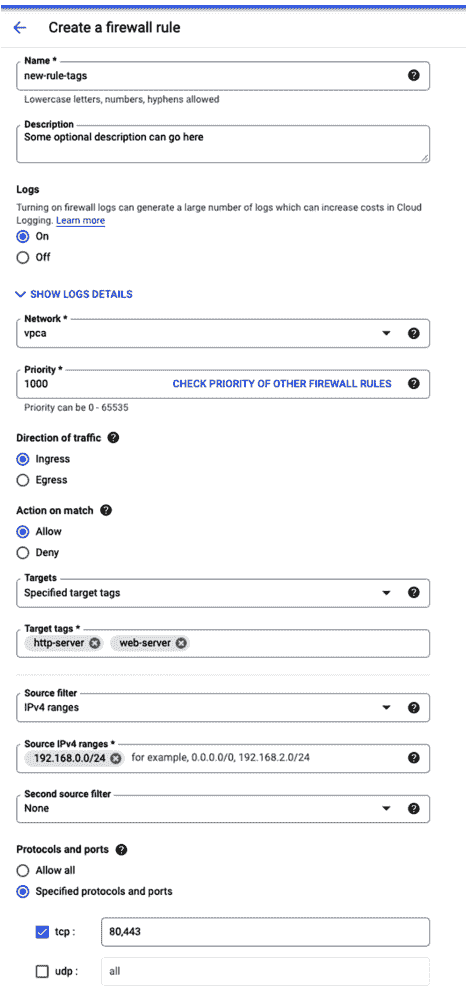 Create a firewall rule
Name *
new-rule-tags
Lowercase letters, numbers, hyphens allowed
Description
Some optional description can go here
Logs
Turning on firewall logs can generate a large number of logs which can increase costs in Cloud
Logging. Learn more
On
Off
SHOW LOGS DETAILS
Network *
vpca
Priority *
1000 CHECK PRIORITY OF OTHER FIREWALL RULES
Priority can be 0 - 65535
Direction of traffic
Ingress
Egress
Action on match
Allow
Deny
Targets
Specified target tags
Target tags *
http-server web-server
Source filter
IPv4 ranges
Source IPv4 ranges *
192.168.0.0/24 for example, 0.0.0.0/0, 192.168.2.0/24
Second source filter
None
Protocols and ports
Allow all
Specified protocols and ports
tcp : 80,443
udp : all